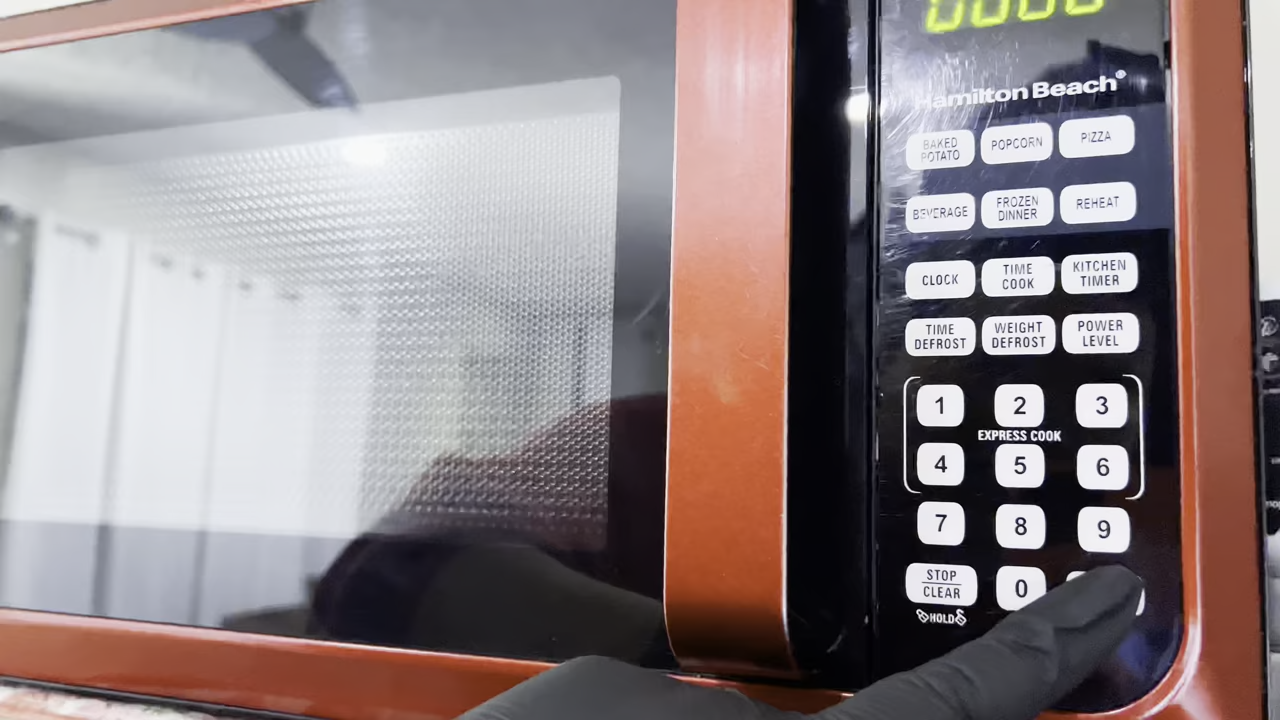 Hamilton Beach®
BAKED POTATO
POPCORN
PIZZA
BEVERAGE
FROZEN DINNER
REHEAT
CLOCK
TIME COOK
KITCHEN TIMER
TIME DEFROST
WEIGHT DEFROST
POWER LEVEL
1 2 3
EXPRESS COOK
4 5 6
7 8 9
STOP
CLEAR
0
HOLD